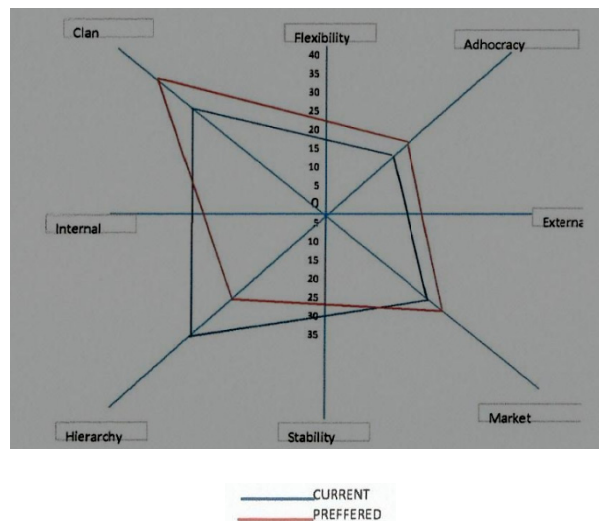 Clan
Flexibility
Adhocracy
40
35
30
25
20
15
10
5
0
5
10
15
20
25
30
35
Internal
Externa
Hierarchy
Stability
Market
CURRENT
PREFFERED